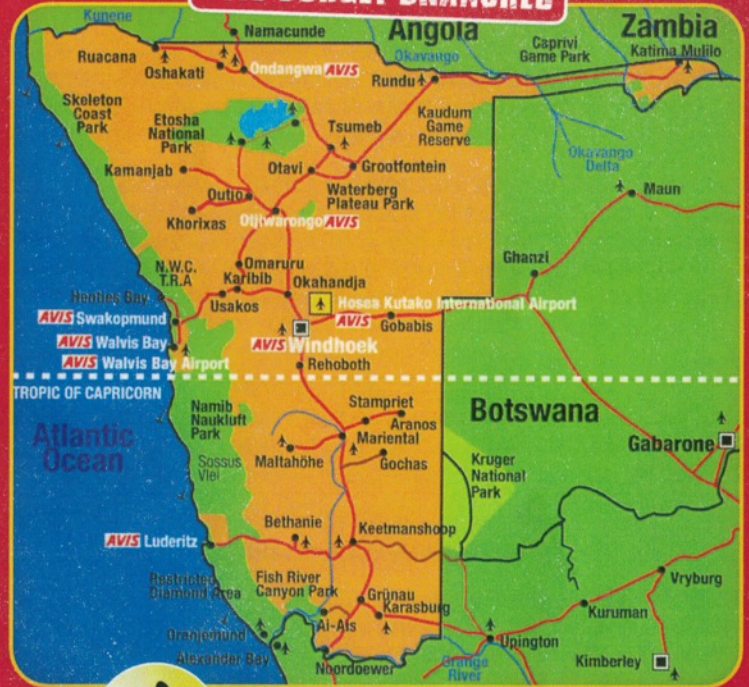 Kunene
Namacunde
Angola
Zambia
Ruacana
Oshakati
Ondangwa AVIS
Okavango
Rundu
Caprivi
Game Park
Katima Mulilo
Skeleton
Coast
Park
Etosha
National
Park
Tsumeb
Kaudum
Game
Reserve
Okavango
Delta
Kamanjab
Otavi
Grootfontein
Maun
Outjo
Waterberg
Plateau Park
Khorixas
Otjiwarongo AVIS
Ghanzi
N.W.C.
T.R.A
Omaruru
Karibib
Okahandja
Henties Bay
Usakos
Hosea Kutako International Airport
AVIS Swakopmund
AVIS
Gobabis
AVIS Walvis Bay
AVIS Windhoek
AVIS Walvis Bay Airport
Rehoboth
TROPIC OF CAPRICORN
Namib
Naukluft
Park
Stampriet
Aranos
Botswana
Atlantic
Ocean
Mariental
Gabarone
Sossus
Vlei
Maltahöhe
Gochas
Kruger
National
Park
Bethanie
Keetmanshoop
AVIS Luderitz
Restricted
Diamond Area
Fish River
Canyon Park
Grünau
Karasburg
Vryburg
Ai-Ais
Kuruman
Oranjemund
Alexander Bay
Upington
Noordoewer
Orange
River
Kimberley